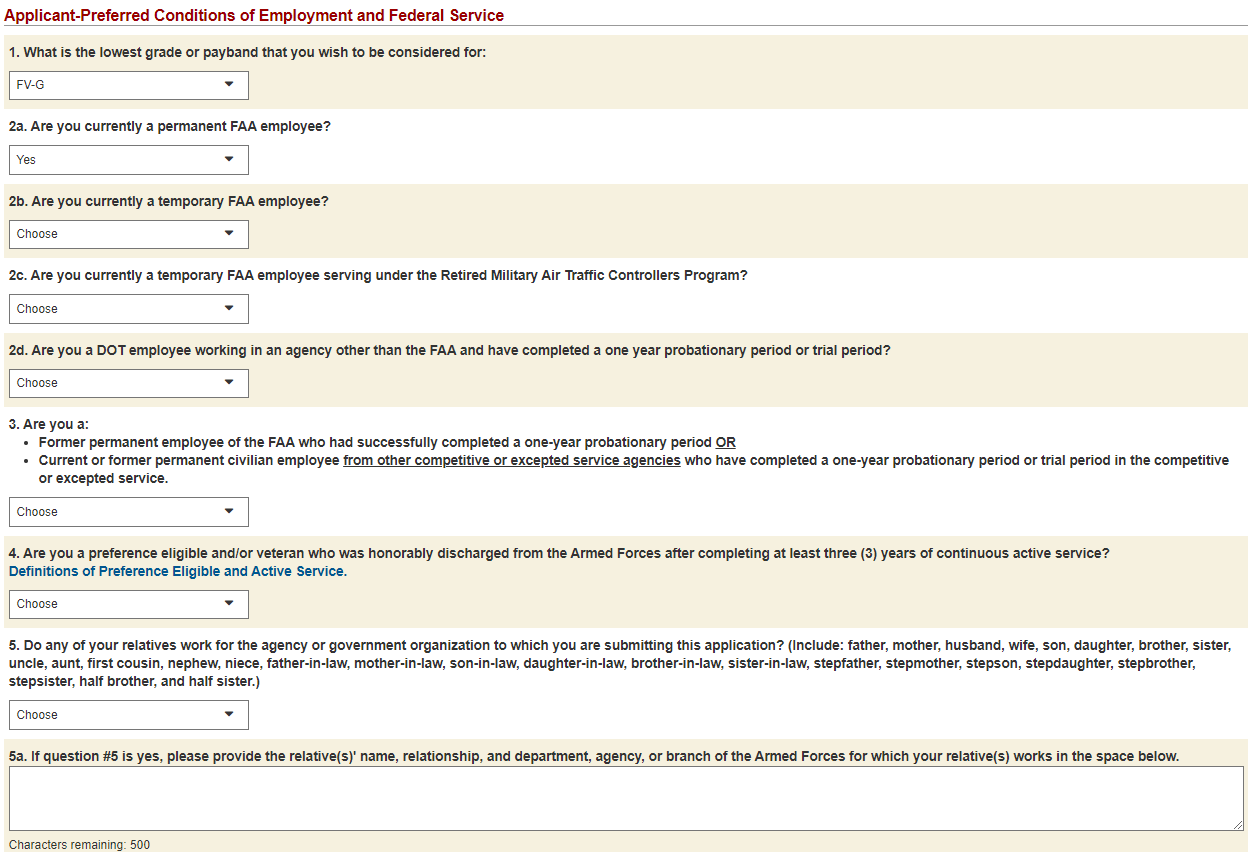 Applicant-Preferred Conditions of Employment and Federal Service
1. What is the lowest grade or payband that you wish to be considered for:
FV-G
2a. Are you currently a permanent FAA employee?
Yes
2b. Are you currently a temporary FAA employee?
Choose
2c. Are you currently a temporary FAA employee serving under the Retired Military Air Traffic Controllers Program?
Choose
2d. Are you a DOT employee working in an agency other than the FAA and have completed a one year probationary period or trial period?
Choose
3. Are you a:
• Former permanent employee of the FAA who had successfully completed a one-year probationary period OR
• Current or former permanent civilian employee from other competitive or excepted service agencies who have completed a one-year probationary period or trial period in the competitive
or excepted service.
Choose
4. Are you a preference eligible and/or veteran who was honorably discharged from the Armed Forces after completing at least three (3) years of continuous active service?
Definitions of Preference Eligible and Active Service.
Choose
5. Do any of your relatives work for the agency or government organization to which you are submitting this application? (Include: father, mother, husband, wife, son, daughter, brother, sister,
uncle, aunt, first cousin, nephew, niece, father-in-law, mother-in-law, son-in-law, daughter-in-law, brother-in-law, sister-in-law, stepfather, stepmother, stepson, stepdaughter, stepbrother,
stepsister, half brother, and half sister.)
Choose
5a. If question #5 is yes, please provide the relative(s)' name, relationship, and department, agency, or branch of the Armed Forces for which your relative(s) works in the space below.
Characters remaining: 500